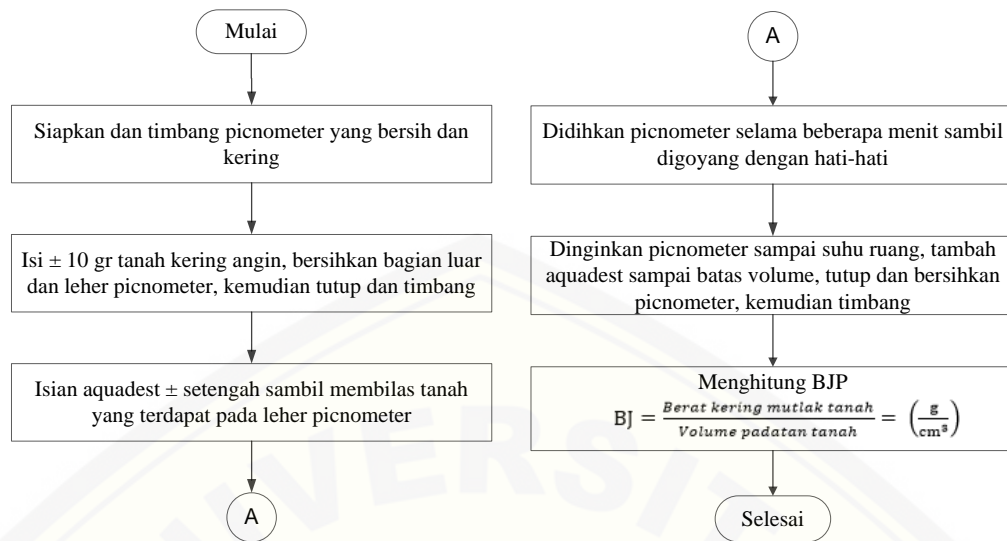 Mulai
Siapkan dan timbang picnometer yang bersih dan
kering
Isi ± 10 gr tanah kering angin, bersihkan bagian luar
dan leher picnometer, kemudian tutup dan timbang
Isian aquadest ± setengah sambil membilas tanah
yang terdapat pada leher picnometer
A
A
Didihkan picnometer selama beberapa menit sambil
digoyang dengan hati-hati
Dinginkan picnometer sampai suhu ruang, tambah
aquadest sampai batas volume, tutup dan bersihkan
picnometer, kemudian timbang
Menghitung BJP
BJ = Berat kering mutlak tanah / Volume padatan tanah = (g / cm³)
Selesai